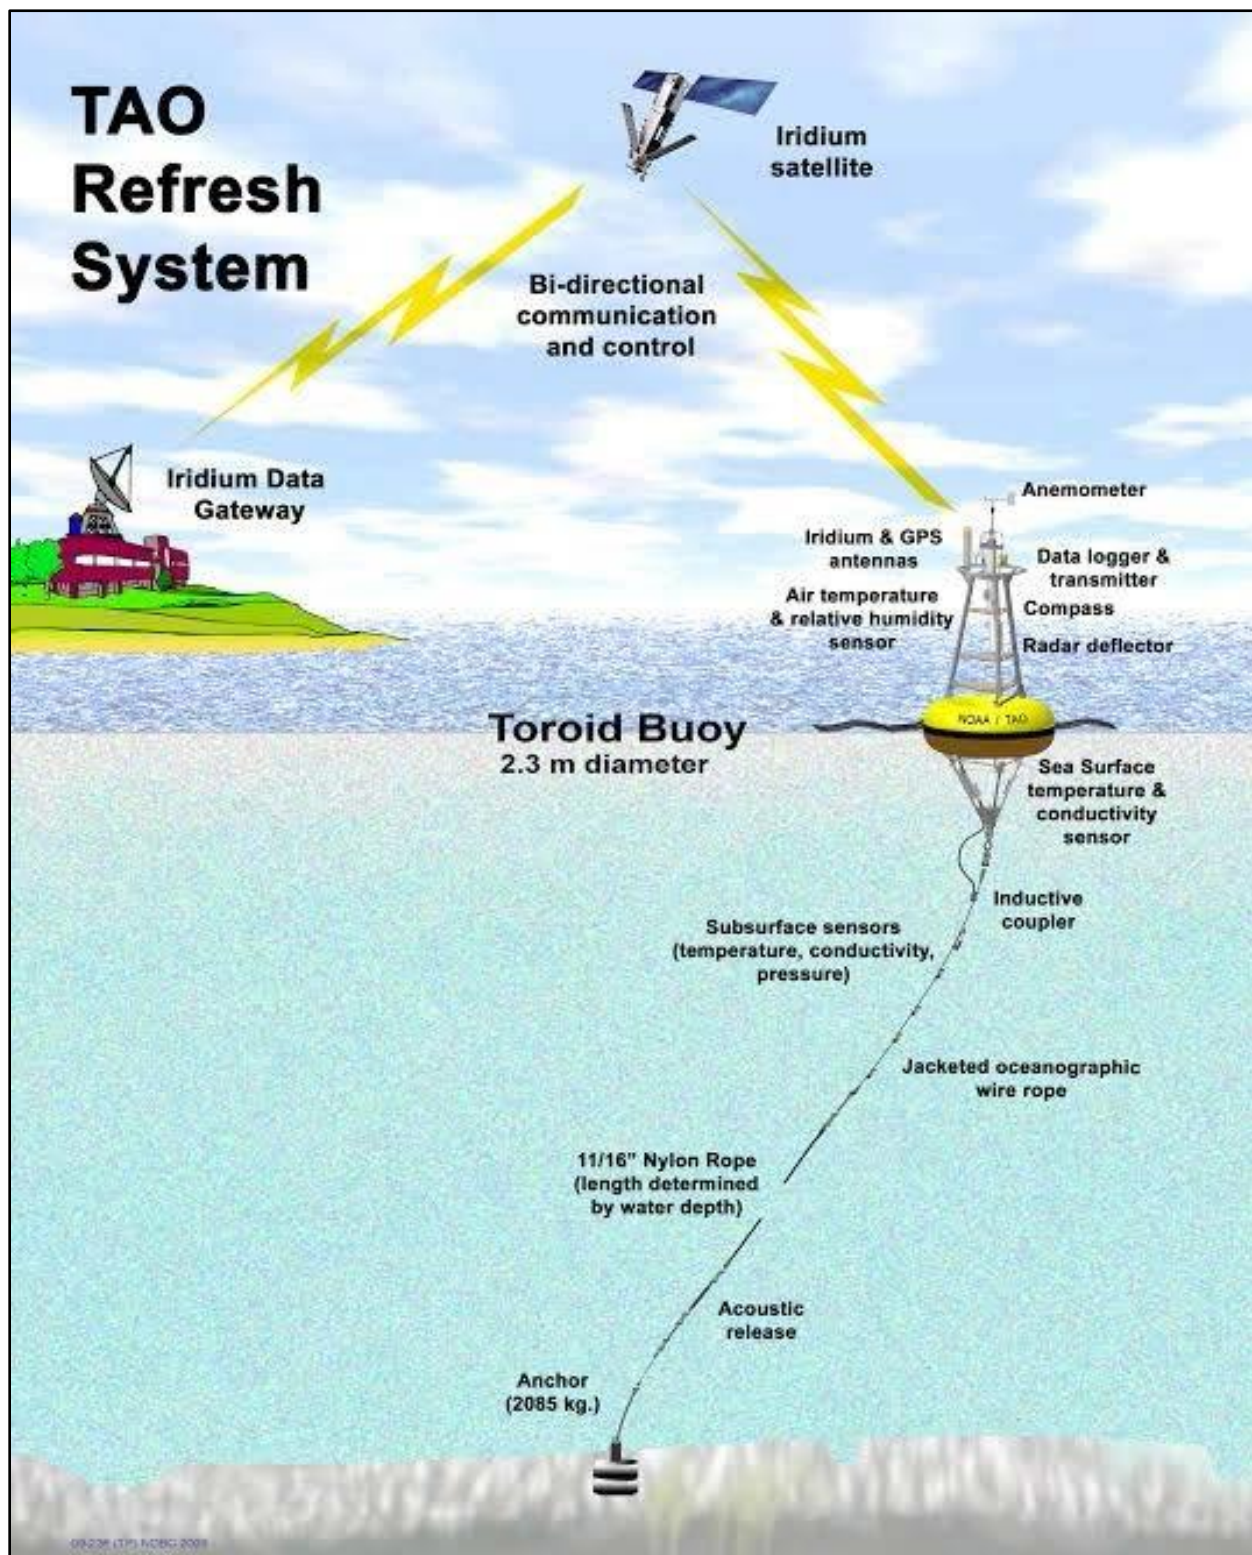 TAO
Refresh
System
Iridium
satellite
Bi-directional
communication
and control
Iridium Data
Gateway
Anemometer
Iridium & GPS
antennas
Data logger &
transmitter
Air temperature
& relative humidity
sensor
Compass
Radar deflector
NOAA / TAO
Toroid Buoy
2.3 m diameter
Sea Surface
temperature &
conductivity
sensor
Inductive
coupler
Subsurface sensors
(temperature, conductivity,
pressure)
Jacketed oceanographic
wire rope
11/16” Nylon Rope
(length determined
by water depth)
Acoustic
release
Anchor
(2085 kg.)
NDBC